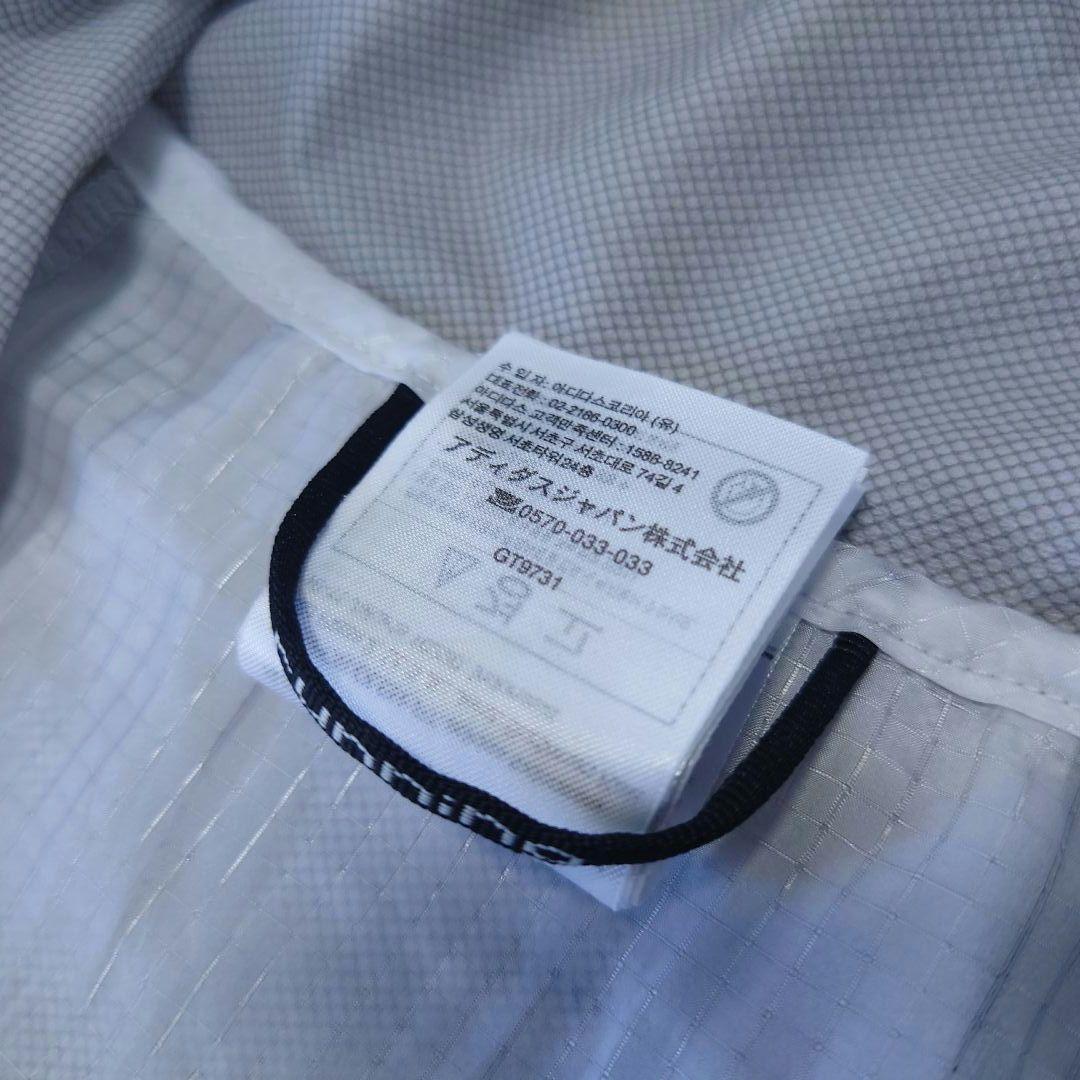 수 입 자 : 아디다스코리아 (유)
대표전화 : 02-2186-0300
아디다스 고객만족센터 : 1588-8241
서울특별시 서초구 서초대로 74길 4
삼성생명 서초타워 24층
アディダスジャパン株式会社
0570-033-033
GT9731
running